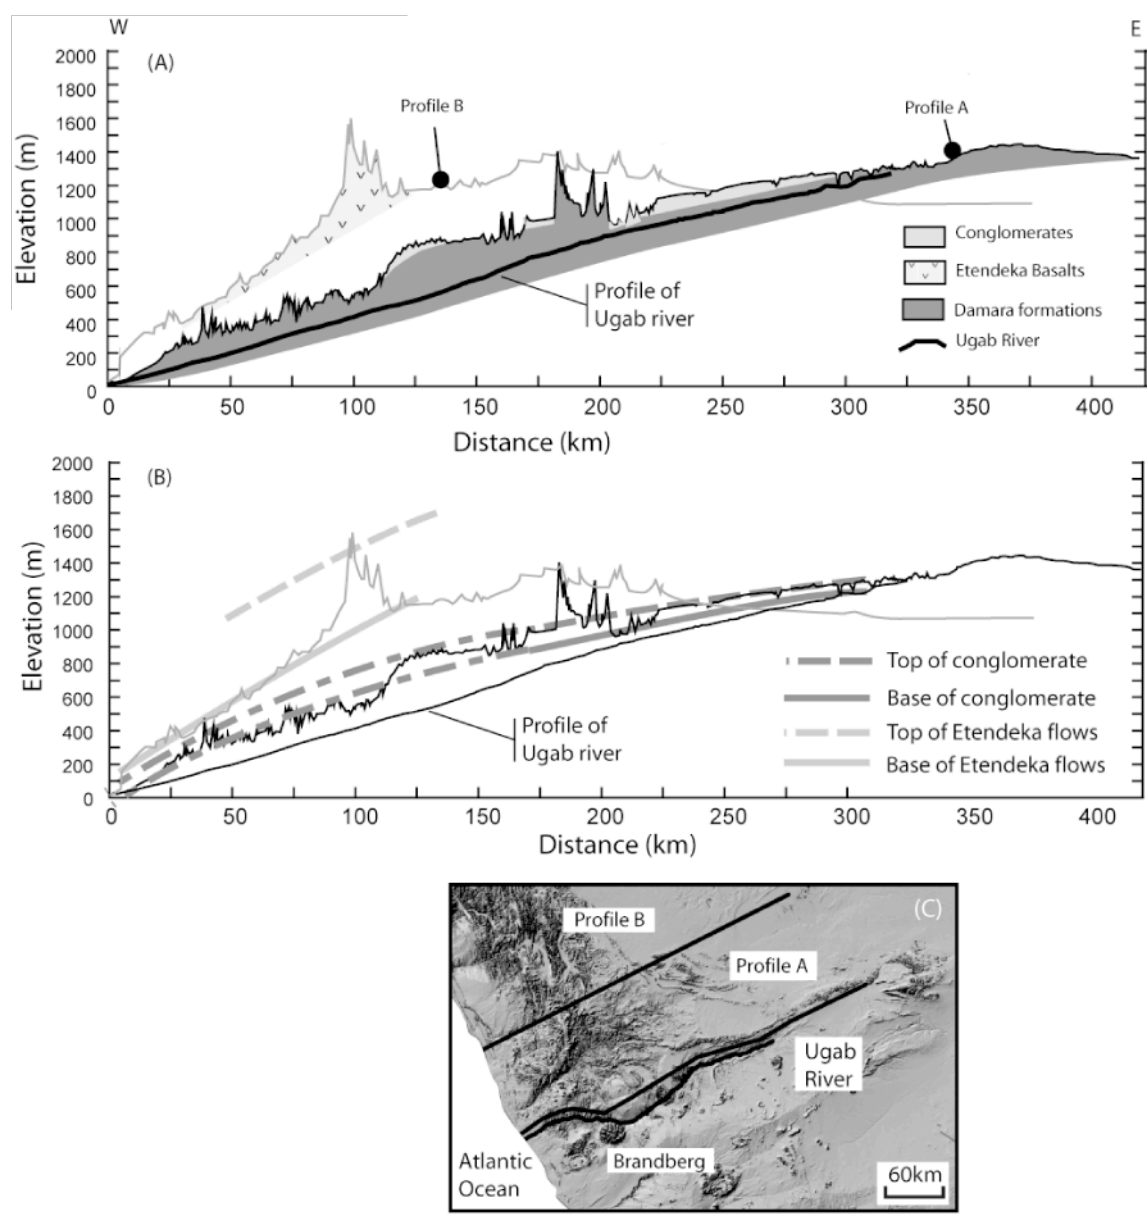 W
E
(A)
2000
1800
1600
1400
1200
1000
800
600
400
200
0
Elevation (m)
Profile B
Profile A
Conglomerates
Etendeka Basalts
Damara formations
Ugab River
Profile of
Ugab river
0
50
100
150
200
250
300
350
400
Distance (km)
(B)
2000
1800
1600
1400
1200
1000
800
600
400
200
0
Elevation (m)
Top of conglomerate
Base of conglomerate
Top of Etendeka flows
Base of Etendeka flows
Profile of
Ugab river
0
50
100
150
200
250
300
350
400
Distance (km)
(C)
Profile B
Profile A
Ugab
River
Brandberg
Atlantic
Ocean
60km